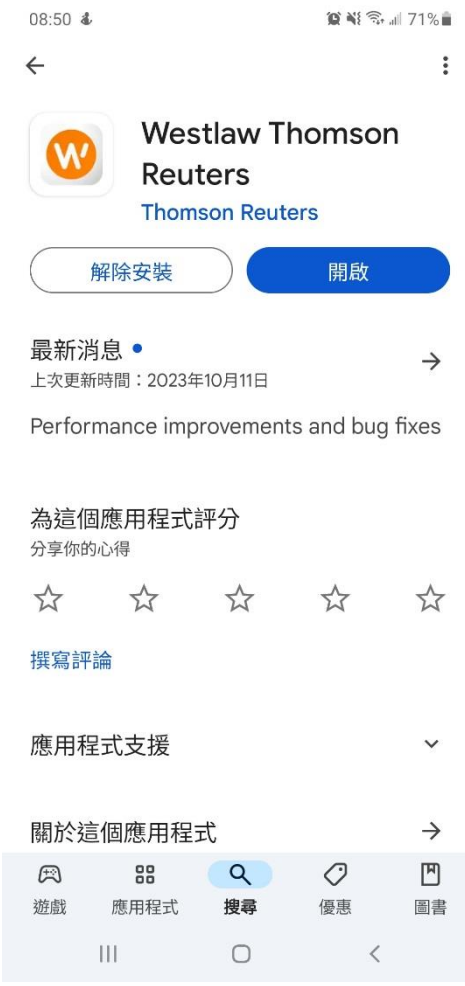 08:50
71%
Westlaw Thomson
Reuters
Thomson Reuters
解除安裝
開啟
最新消息
上次更新時間：2023年10月11日
Performance improvements and bug fixes
為這個應用程式評分
分享你的心得
撰寫評論
應用程式支援
關於這個應用程式
遊戲
應用程式
搜尋
優惠
圖書